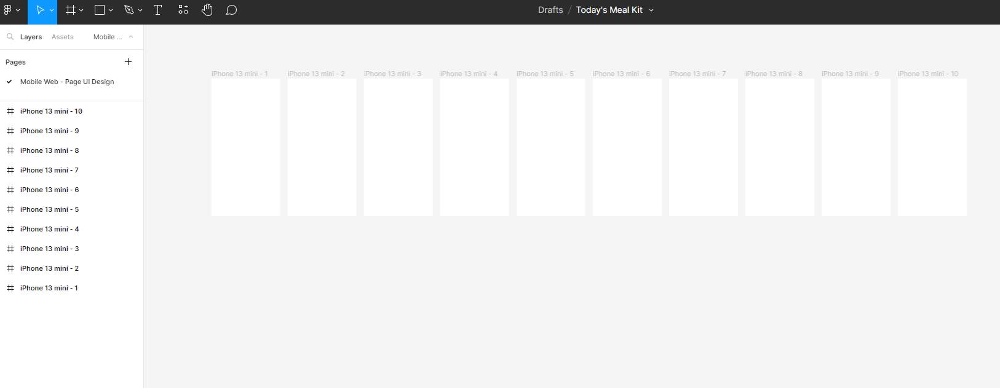 Drafts / Today's Meal Kit
Layers Assets Mobile ...
Pages
Mobile Web - Page UI Design
iPhone 13 mini - 10
iPhone 13 mini - 9
iPhone 13 mini - 8
iPhone 13 mini - 7
iPhone 13 mini - 6
iPhone 13 mini - 5
iPhone 13 mini - 4
iPhone 13 mini - 3
iPhone 13 mini - 2
iPhone 13 mini - 1
iPhone 13 mini - 1 iPhone 13 mini - 2 iPhone 13 mini - 3 iPhone 13 mini - 4 iPhone 13 mini - 5 iPhone 13 mini - 6 iPhone 13 mini - 7 iPhone 13 mini - 8 iPhone 13 mini - 9 iPhone 13 mini - 10